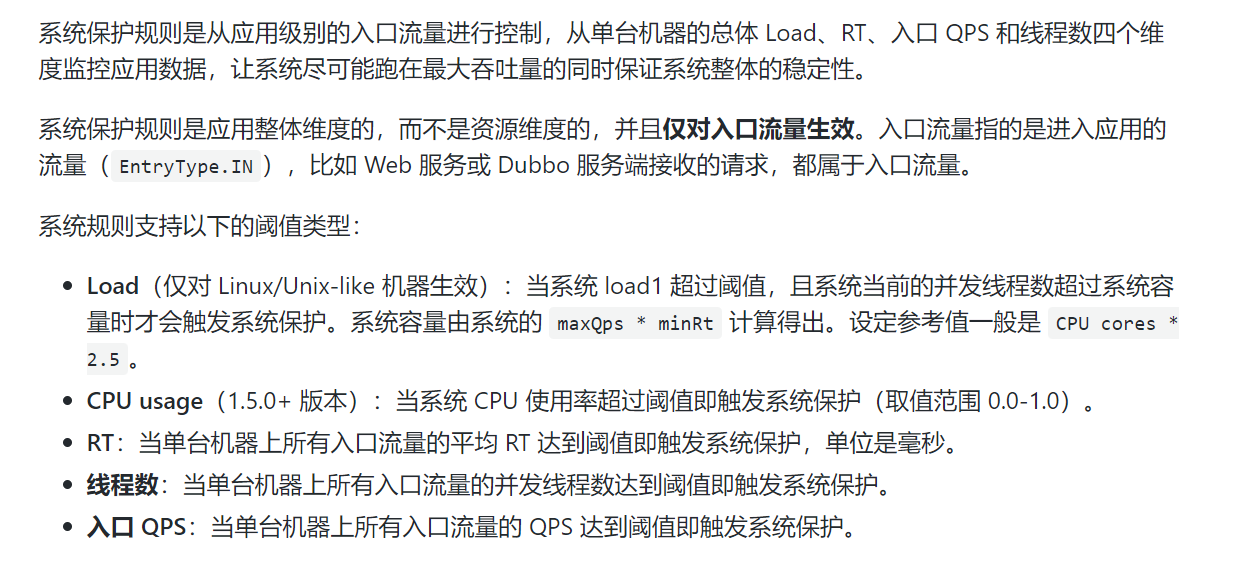 系统保护规则是从应用级别的入口流量进行控制，从单台机器的总体 Load、RT、入口 QPS 和线程数四个维
度监控应用数据，让系统尽可能跑在最大吞吐量的同时保证系统整体的稳定性。
系统保护规则是应用整体维度的，而不是资源维度的，并且仅对入口流量生效。入口流量指的是进入应用的
流量（EntryType.IN），比如 Web 服务或 Dubbo 服务端接收的请求，都属于入口流量。
系统规则支持以下的阈值类型：
• Load（仅对 Linux/Unix-like 机器生效）：当系统 load1 超过阈值，且系统当前的并发线程数超过系统容
量时才会触发系统保护。系统容量由系统的 maxQps * minRt 计算得出。设定参考值一般是 CPU cores *
2.5。
• CPU usage（1.5.0+ 版本）：当系统 CPU 使用率超过阈值即触发系统保护（取值范围 0.0-1.0）。
• RT：当单台机器上所有入口流量的平均 RT 达到阈值即触发系统保护，单位是毫秒。
• 线程数：当单台机器上所有入口流量的并发线程数达到阈值即触发系统保护。
• 入口 QPS：当单台机器上所有入口流量的 QPS 达到阈值即触发系统保护。